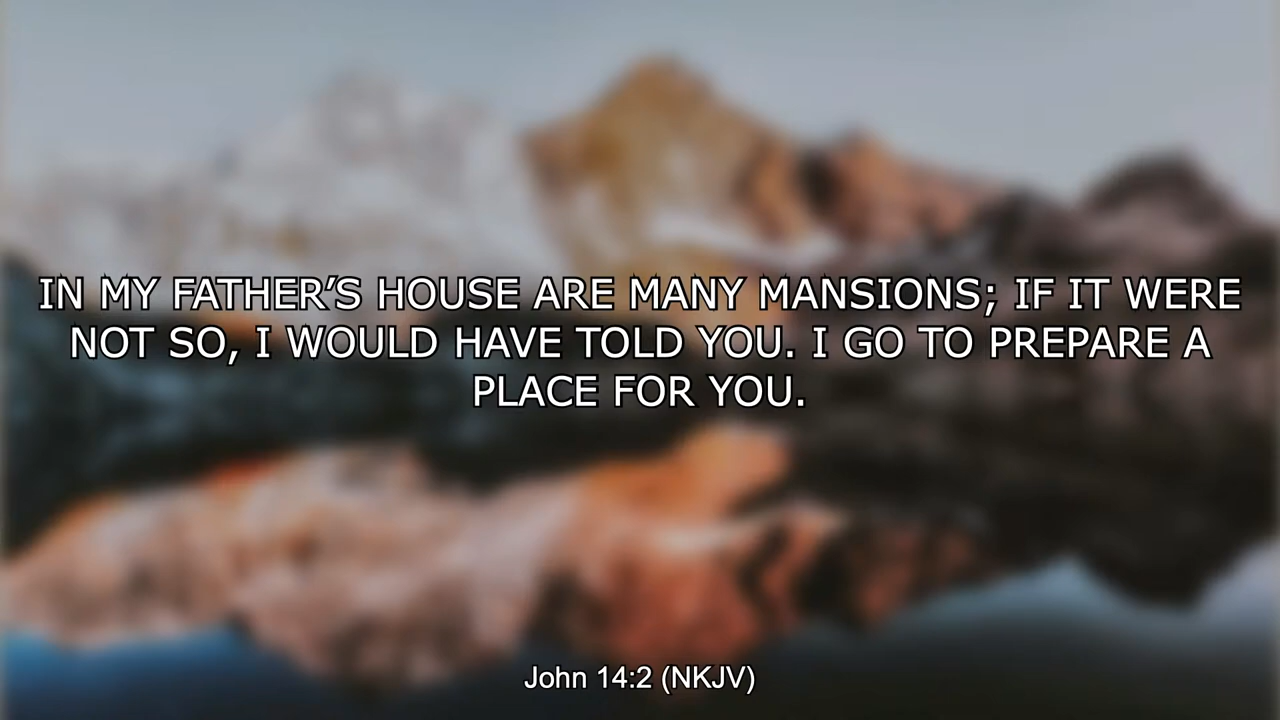 IN MY FATHER’S HOUSE ARE MANY MANSIONS; IF IT WERE
NOT SO, I WOULD HAVE TOLD YOU. I GO TO PREPARE A
PLACE FOR YOU.
John 14:2 (NKJV)